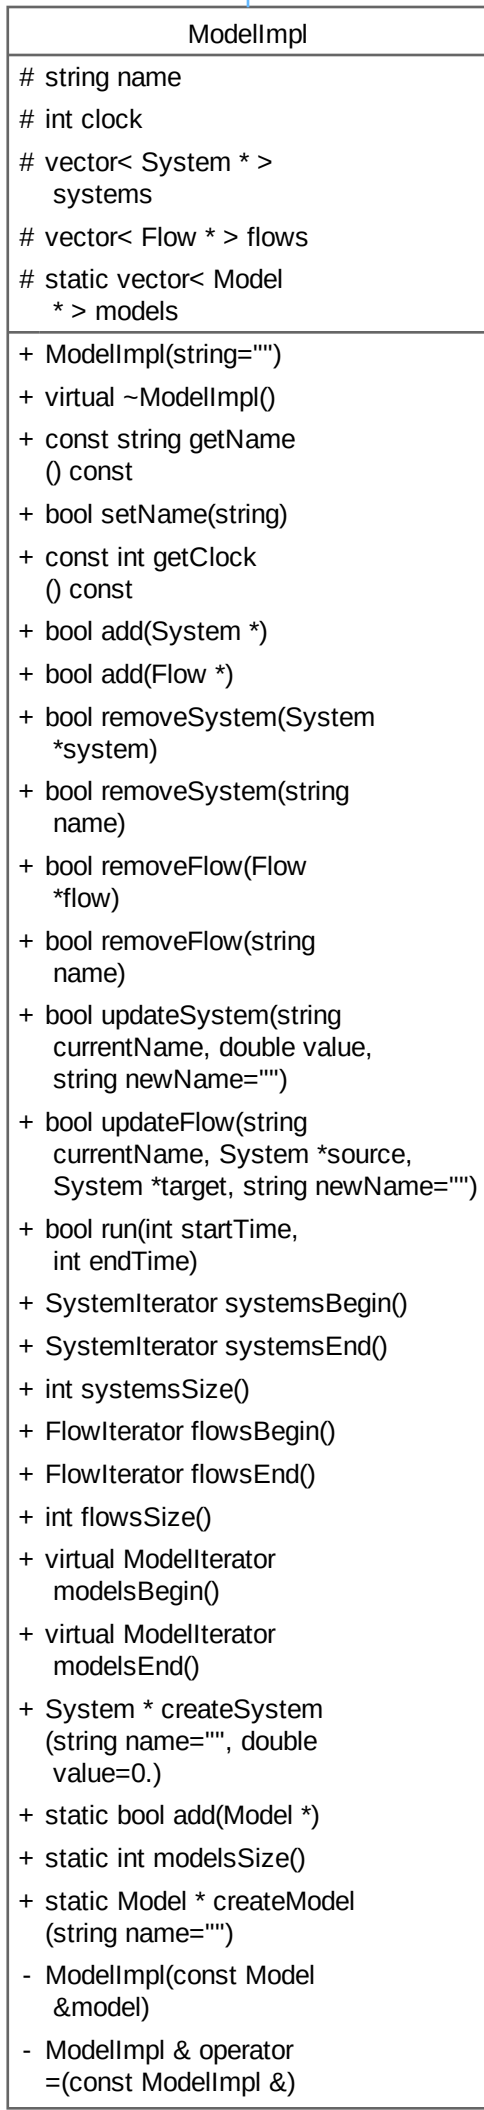 ModelImpl
# string name
# int clock
# vector< System * >
systems
# vector< Flow * > flows
# static vector< Model
* > models
+ ModelImpl(string="")
+ virtual ~ModelImpl()
+ const string getName
() const
+ bool setName(string)
+ const int getClock
() const
+ bool add(System *)
+ bool add(Flow *)
+ bool removeSystem(System
*system)
+ bool removeSystem(string
name)
+ bool removeFlow(Flow
*flow)
+ bool removeFlow(string
name)
+ bool updateSystem(string
currentName, double value,
string newName="")
+ bool updateFlow(string
currentName, System *source,
System *target, string newName="")
+ bool run(int startTime,
int endTime)
+ SystemIterator systemsBegin()
+ SystemIterator systemsEnd()
+ int systemsSize()
+ FlowIterator flowsBegin()
+ FlowIterator flowsEnd()
+ int flowsSize()
+ virtual ModelIterator
modelsBegin()
+ virtual ModelIterator
modelsEnd()
+ System * createSystem
(string name="", double
value=0.)
+ static bool add(Model *)
+ static int modelsSize()
+ static Model * createModel
(string name="")
- ModelImpl(const Model
&model)
- ModelImpl & operator
=(const ModelImpl &)